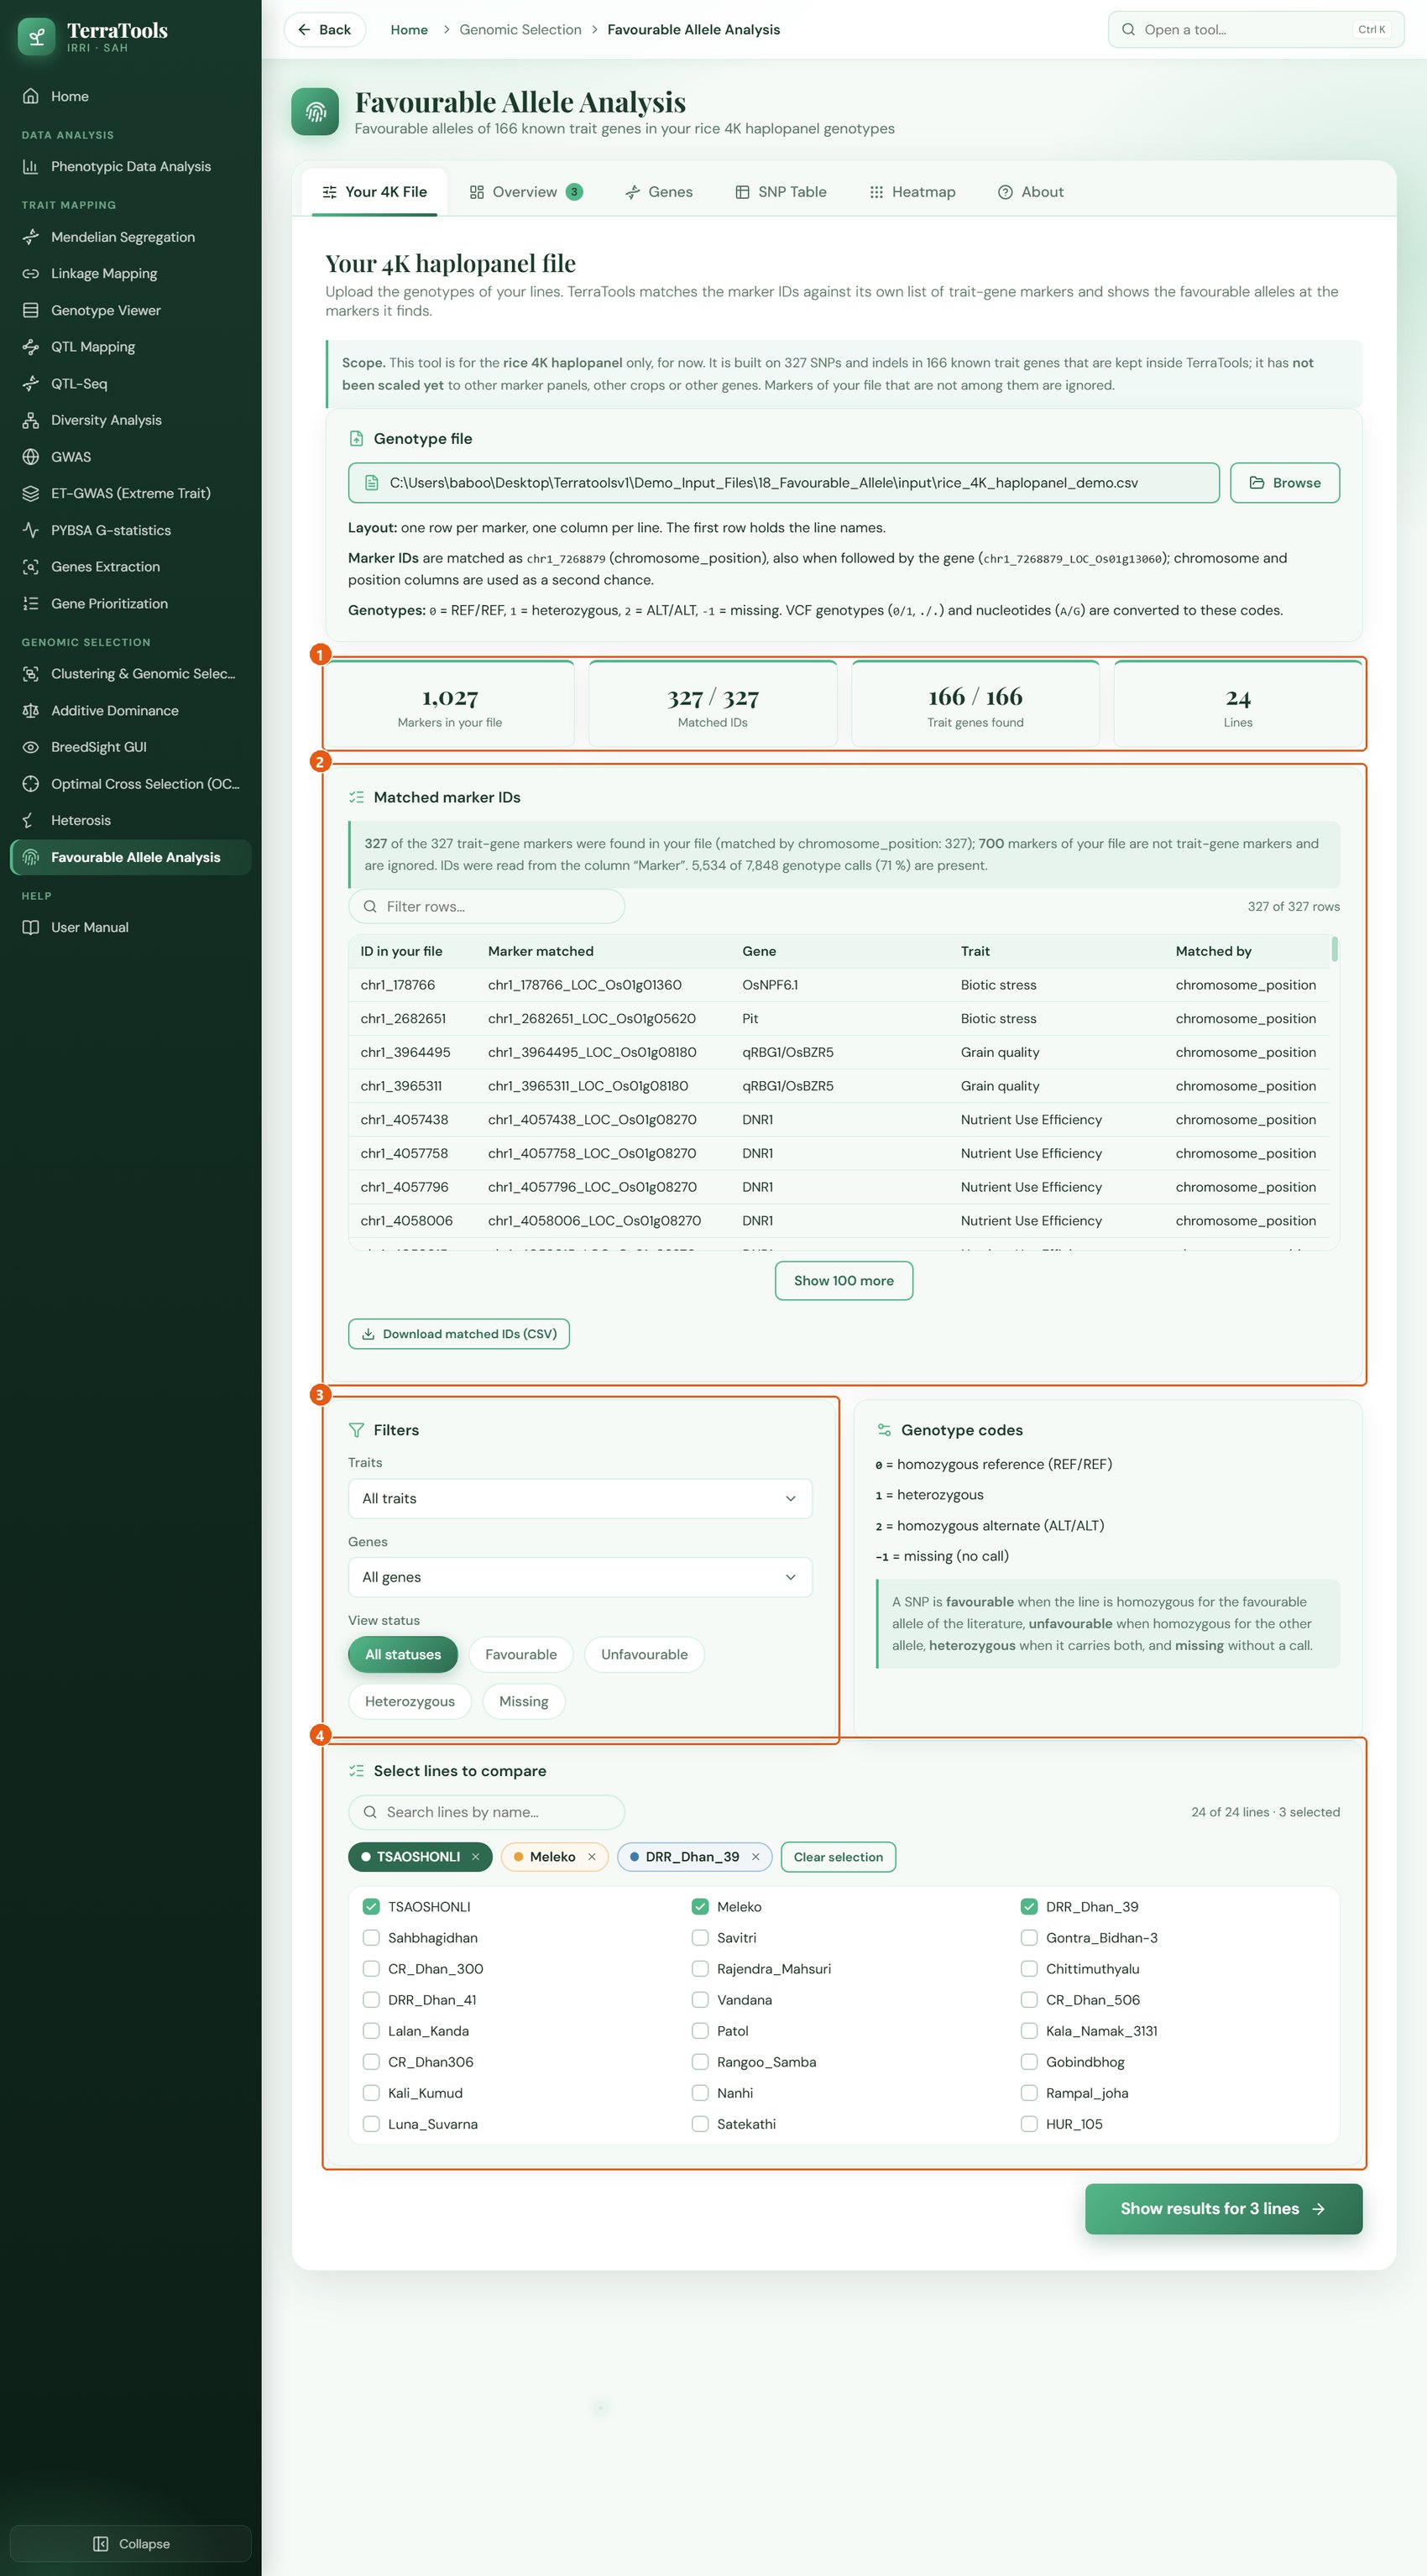 TerraTools
IRRI · SAH
Home
DATA ANALYSIS
Phenotypic Data Analysis
TRAIT MAPPING
Mendelian Segregation
Linkage Mapping
Genotype Viewer
QTL Mapping
QTL-Seq
Diversity Analysis
GWAS
ET-GWAS (Extreme Trait)
PYBSA G-statistics
Genes Extraction
Gene Prioritization
GENOMIC SELECTION
Clustering & Genomic Selec...
Additive Dominance
BreedSight GUI
Optimal Cross Selection (OC...
Heterosis
Favourable Allele Analysis
HELP
User Manual
Collapse
Back Home > Genomic Selection > Favourable Allele Analysis
Open a tool... Ctrl K
Favourable Allele Analysis
Favourable alleles of 166 known trait genes in your rice 4K haplopanel genotypes
Your 4K File Overview 3 Genes SNP Table Heatmap About
Your 4K haplopanel file
Upload the genotypes of your lines. TerraTools matches the marker IDs against its own list of trait-gene markers and shows the favourable alleles at the
markers it finds.
Scope. This tool is for the rice 4K haplopanel only, for now. It is built on 327 SNPs and indels in 166 known trait genes that are kept inside TerraTools; it has not
been scaled yet to other marker panels, other crops or other genes. Markers of your file that are not among them are ignored.
Genotype file
C:\Users\baboo\Desktop\Terratoolsv1\Demo_Input_Files\18_Favourable_Allele\input\rice_4K_haplopanel_demo.csv Browse
Layout: one row per marker, one column per line. The first row holds the line names.
Marker IDs are matched as chr1_7268879 (chromosome_position), also when followed by the gene (chr1_7268879_LOC_Os01g13060); chromosome and
position columns are used as a second chance.
Genotypes: 0 = REF/REF, 1 = heterozygous, 2 = ALT/ALT, -1 = missing. VCF genotypes (0/1, ./.) and nucleotides (A/G) are converted to these codes.
1
1,027 327 / 327 166 / 166 24
Markers in your file Matched IDs Trait genes found Lines
2
Matched marker IDs
327 of the 327 trait-gene markers were found in your file (matched by chromosome_position: 327); 700 markers of your file are not trait-gene markers and
are ignored. IDs were read from the column “Marker”. 5,534 of 7,848 genotype calls (71 %) are present.
Filter rows... 327 of 327 rows
ID in your file Marker matched Gene Trait Matched by
chr1_178766 chr1_178766_LOC_Os01g01360 OsNPF6.1 Biotic stress chromosome_position
chr1_2682651 chr1_2682651_LOC_Os01g05620 Pit Biotic stress chromosome_position
chr1_3964495 chr1_3964495_LOC_Os01g08180 qRBG1/OsBZR5 Grain quality chromosome_position
chr1_3965311 chr1_3965311_LOC_Os01g08180 qRBG1/OsBZR5 Grain quality chromosome_position
chr1_4057438 chr1_4057438_LOC_Os01g08270 DNR1 Nutrient Use Efficiency chromosome_position
chr1_4057758 chr1_4057758_LOC_Os01g08270 DNR1 Nutrient Use Efficiency chromosome_position
chr1_4057796 chr1_4057796_LOC_Os01g08270 DNR1 Nutrient Use Efficiency chromosome_position
chr1_4058006 chr1_4058006_LOC_Os01g08270 DNR1 Nutrient Use Efficiency chromosome_position
Show 100 more
Download matched IDs (CSV)
3
Filters
Traits
All traits
Genes
All genes
View status
All statuses Favourable Unfavourable
Heterozygous Missing
Genotype codes
0 = homozygous reference (REF/REF)
1 = heterozygous
2 = homozygous alternate (ALT/ALT)
-1 = missing (no call)
A SNP is favourable when the line is homozygous for the favourable
allele of the literature, unfavourable when homozygous for the other
allele, heterozygous when it carries both, and missing without a call.
4
Select lines to compare
Search lines by name... 24 of 24 lines · 3 selected
TSAOSHONLI × Meleko × DRR_Dhan_39 × Clear selection
TSAOSHONLI Meleko DRR_Dhan_39
Sahbhagidhan Savitri Gontra_Bidhan-3
CR_Dhan_300 Rajendra_Mahsuri Chittimuthyalu
DRR_Dhan_41 Vandana CR_Dhan_506
Lalan_Kanda Patol Kala_Namak_3131
CR_Dhan306 Rangoo_Samba Gobindbhog
Kali_Kumud Nanhi Rampal_joha
Luna_Suvarna Satekathi HUR_105
Show results for 3 lines →